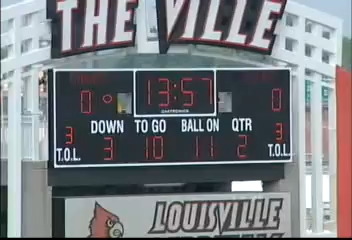 THE VILLE
0 13:57 0
DAKTRONICS
DOWN TO GO BALL ON QTR
3 3
T.O.L. 3 10 11 2 T.O.L.
LOUISVILLE